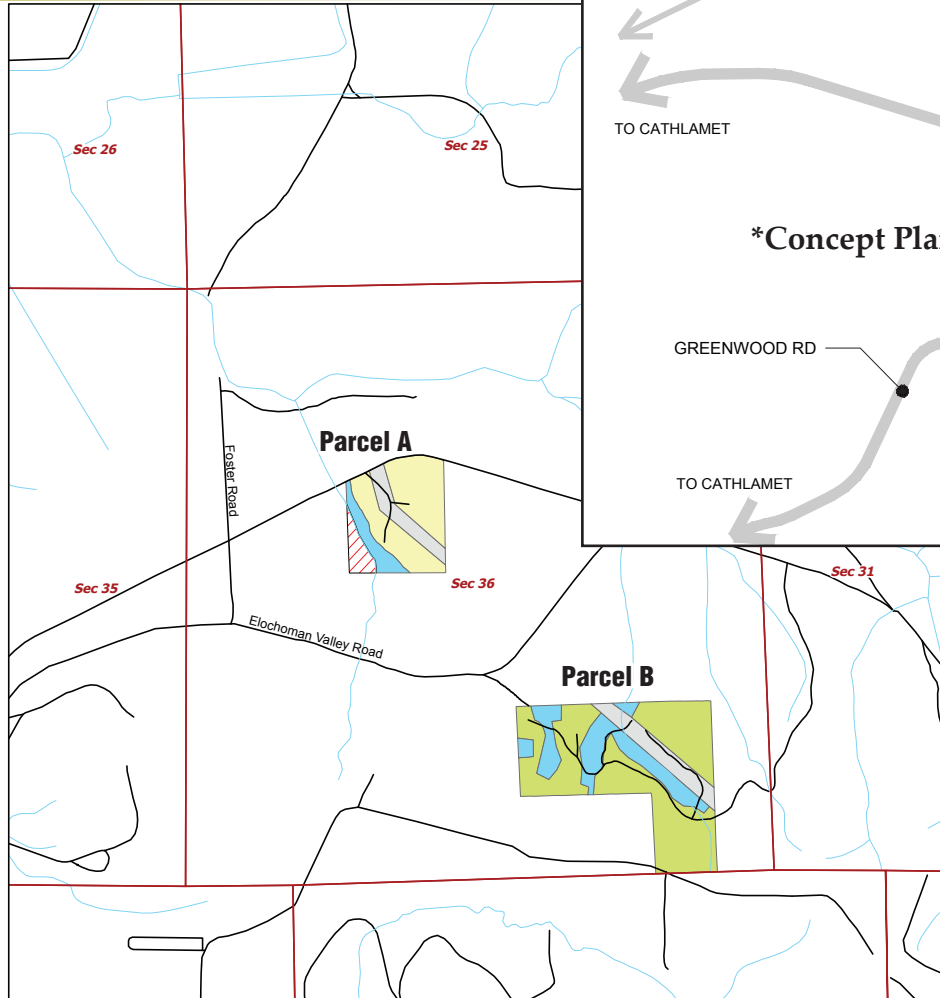 TO CATHLAMET
Sec 26
Sec 25
*Concept Pla
GREENWOOD RD
Parcel A
Foster Road
TO CATHLAMET
Sec 35
Sec 36
Sec 31
Elochoman Valley Road
Parcel B